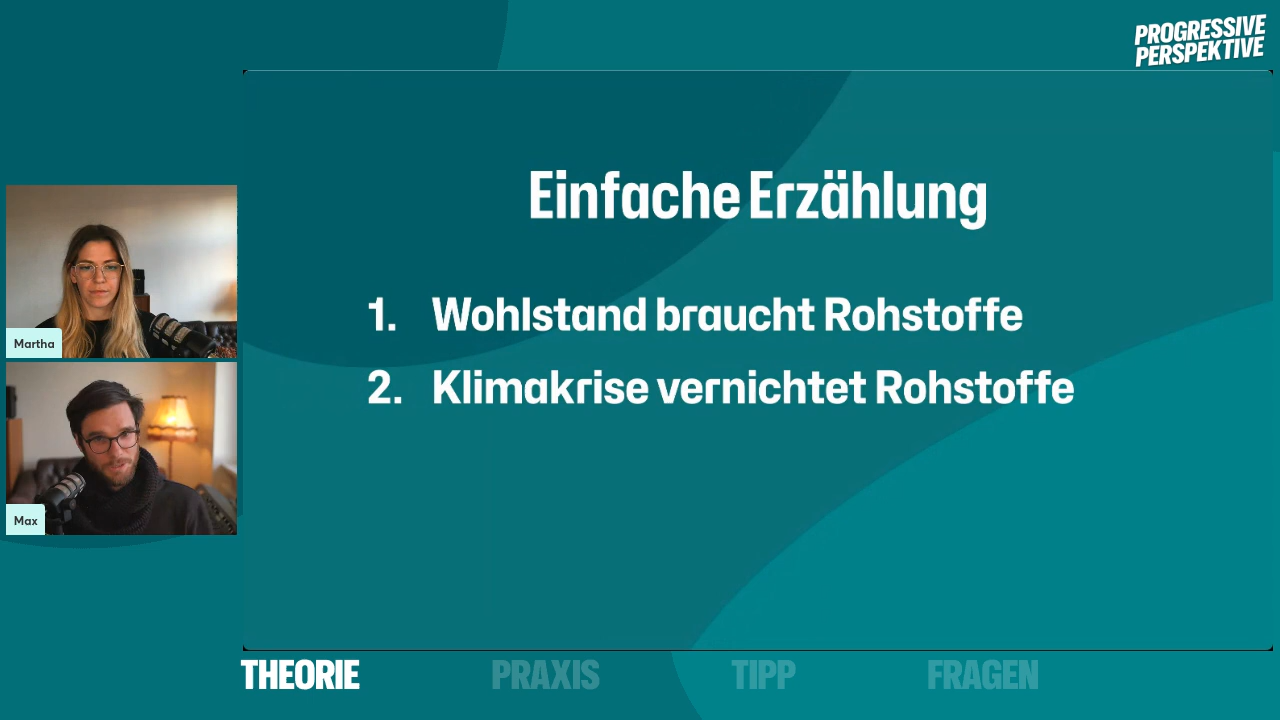 PROGRESSIVE
PERSPEKTIVE
Einfache Erzählung
1. Wohlstand braucht Rohstoffe
2. Klimakrise vernichtet Rohstoffe
Martha
Max
THEORIE PRAXIS TIPP FRAGEN